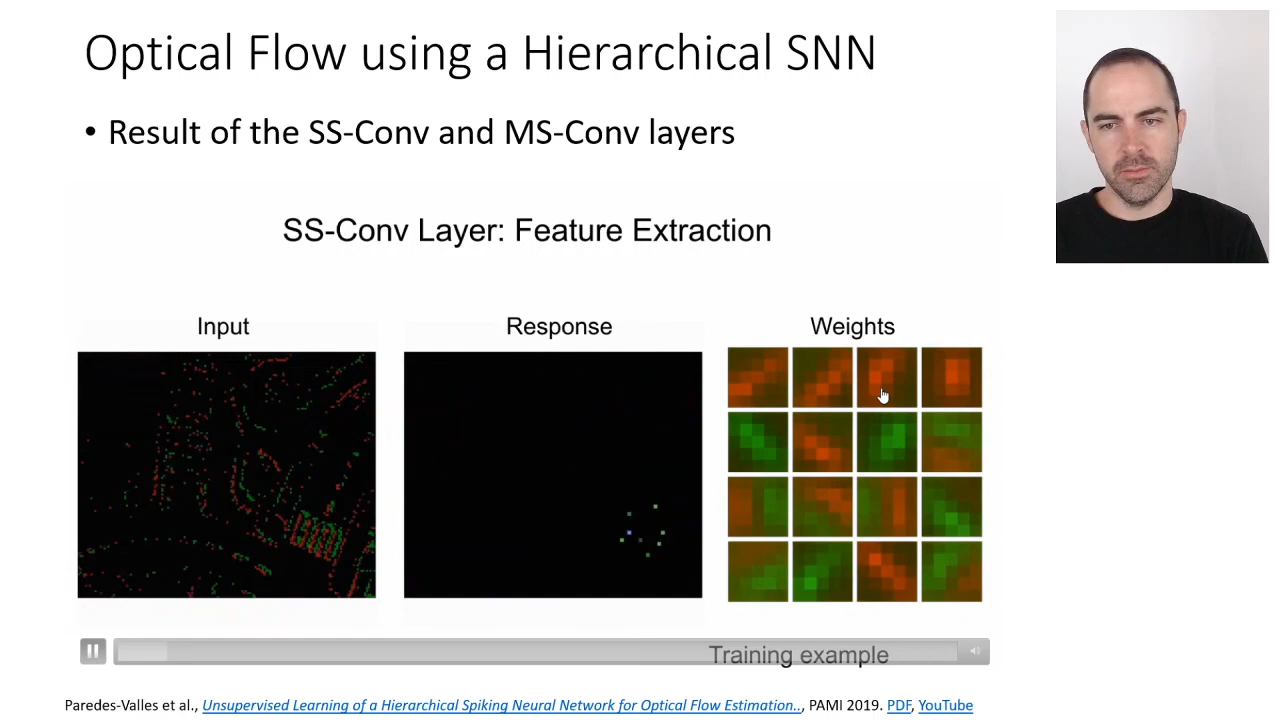 Optical Flow using a Hierarchical SNN
• Result of the SS-Conv and MS-Conv layers
SS-Conv Layer: Feature Extraction
Input
Response
Weights
Training example
Paredes-Valles et al., Unsupervised Learning of a Hierarchical Spiking Neural Network for Optical Flow Estimation.., PAMI 2019. PDF, YouTube